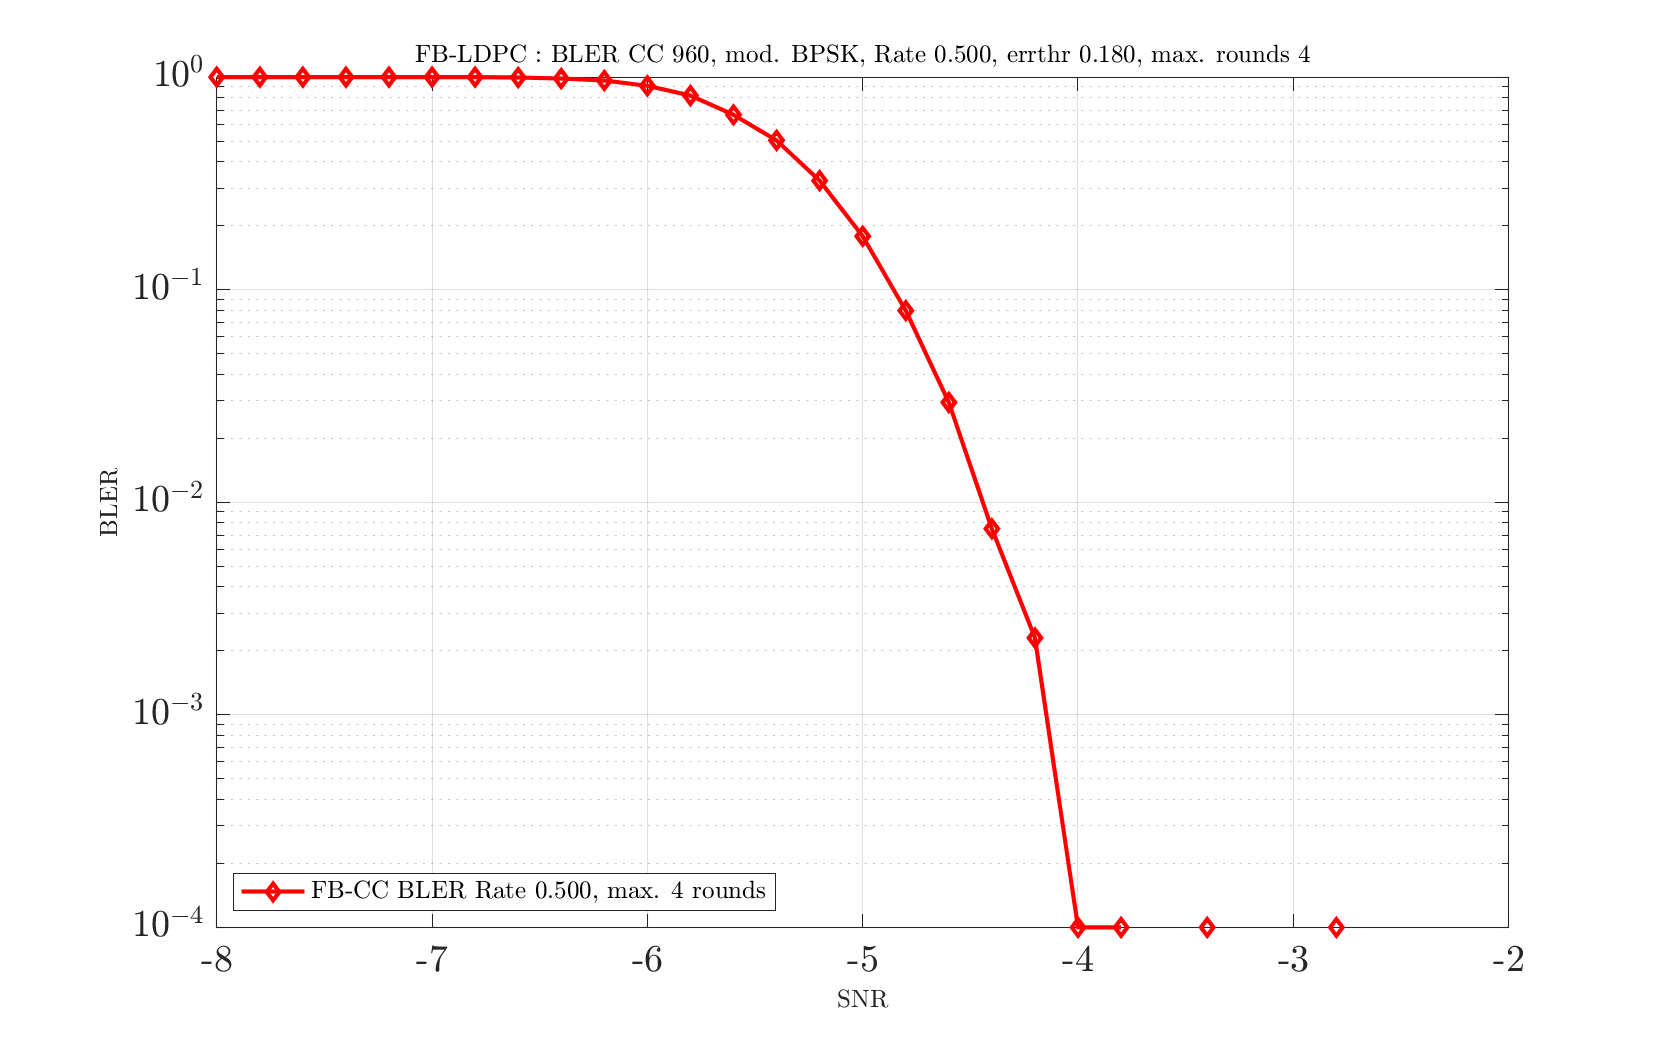 FB-LDPC : BLER CC 960, mod. BPSK, Rate 0.500, errthr 0.180, max. rounds 4
10^0
10^-1
10^-2
10^-3
10^-4
BLER
FB-CC BLER Rate 0.500, max. 4 rounds
-8 -7 -6 -5 -4 -3 -2
SNR